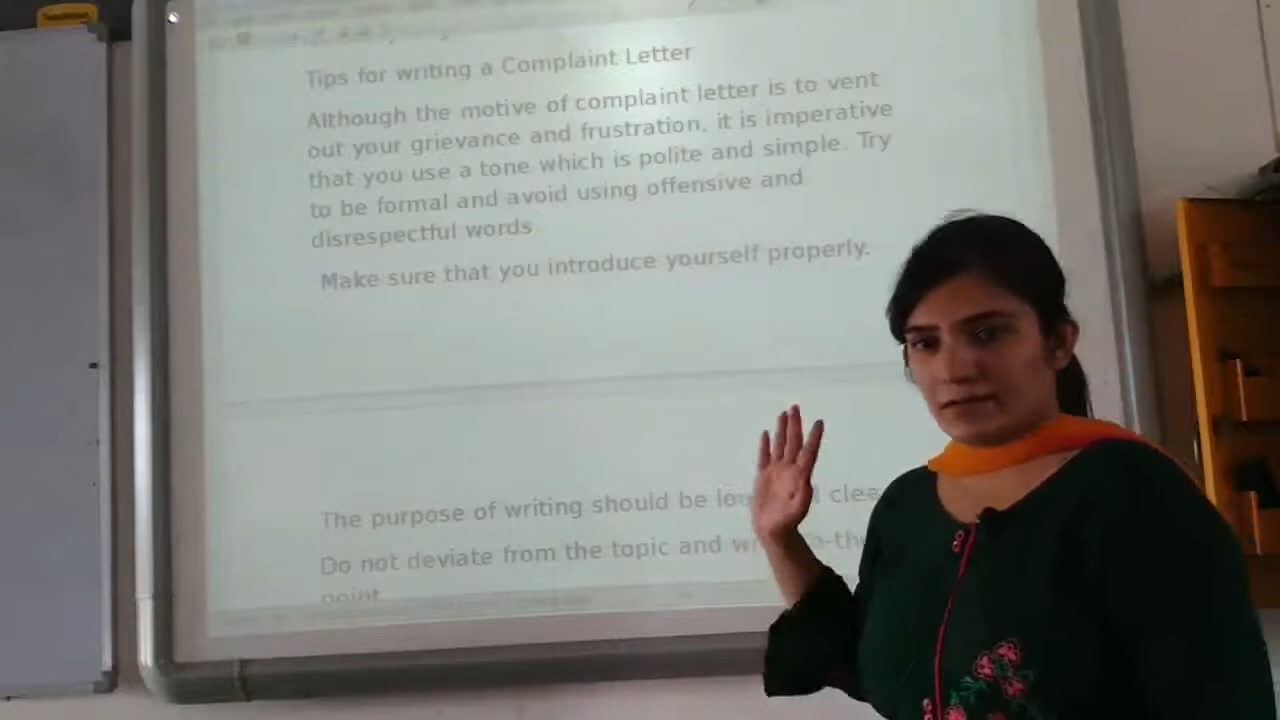 Tips for writing a Complaint Letter
Although the motive of complaint letter is to vent
out your grievance and frustration, it is imperative
that you use a tone which is polite and simple. Try
to be formal and avoid using offensive and
disrespectful words
Make sure that you introduce yourself properly.
The purpose of writing should be
Do not deviate from the topic and
point